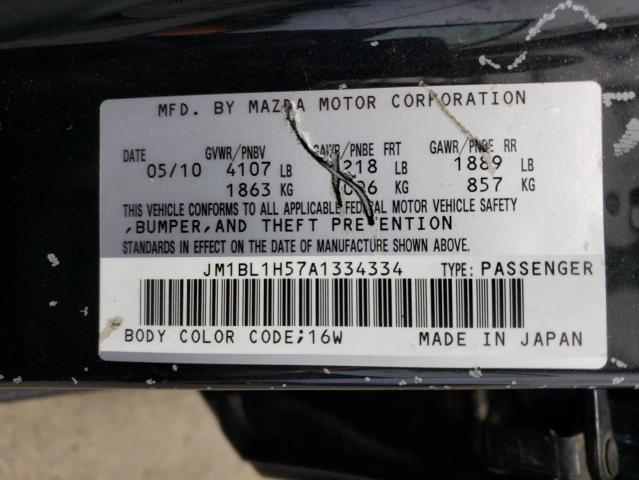 MFD. BY MAZDA MOTOR CORPORATION
DATE GVWR/PNBV GAWR/PNBE FRT GAWR/PNBE RR
05/10 4107 LB LB 1889 LB
1863 KG KG 857 KG
THIS VEHICLE CONFORMS TO ALL APPLICABLE FEDERAL MOTOR VEHICLE SAFETY
,BUMPER,AND THEFT PREVENTION
STANDARDS IN EFFECT ON THE DATE OF MANUFACTURE SHOWN ABOVE.
JM1BL1H57A1334334 TYPE: PASSENGER
BODY COLOR CODE;16W MADE IN JAPAN